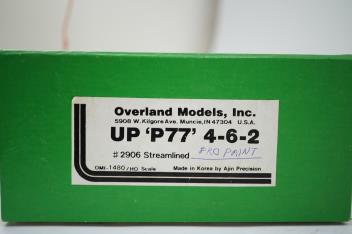 Overland Models, Inc.
5908 W. Kilgore Ave. Muncie, IN 47304 U.S.A.
UP 'P77' 4-6-2
#2906 Streamlined PRO PAINT
OMI-1480/HO Scale Made in Korea by Ajin Precision